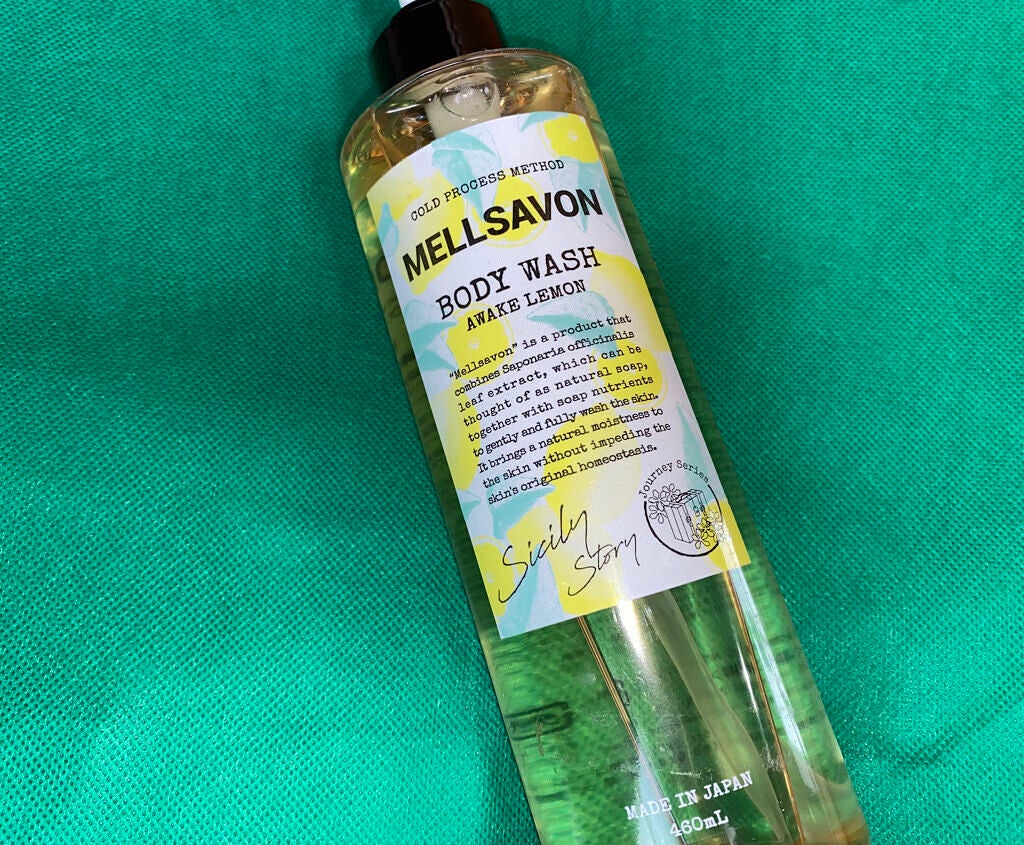 COLD PROCESS METHOD
MELLSAVON
BODY WASH
AWAKE LEMON
"Mellsavon" is a product that
combines Saponaria officinalis
leaf extract, which can be
thought of as natural soap,
together with soap nutrients
to gently and fully wash the skin.
It brings a natural moistness to
the skin without impeding the
skin's original homeostasis.
Journey Series
Sicily
Story
MADE IN JAPAN
460mL